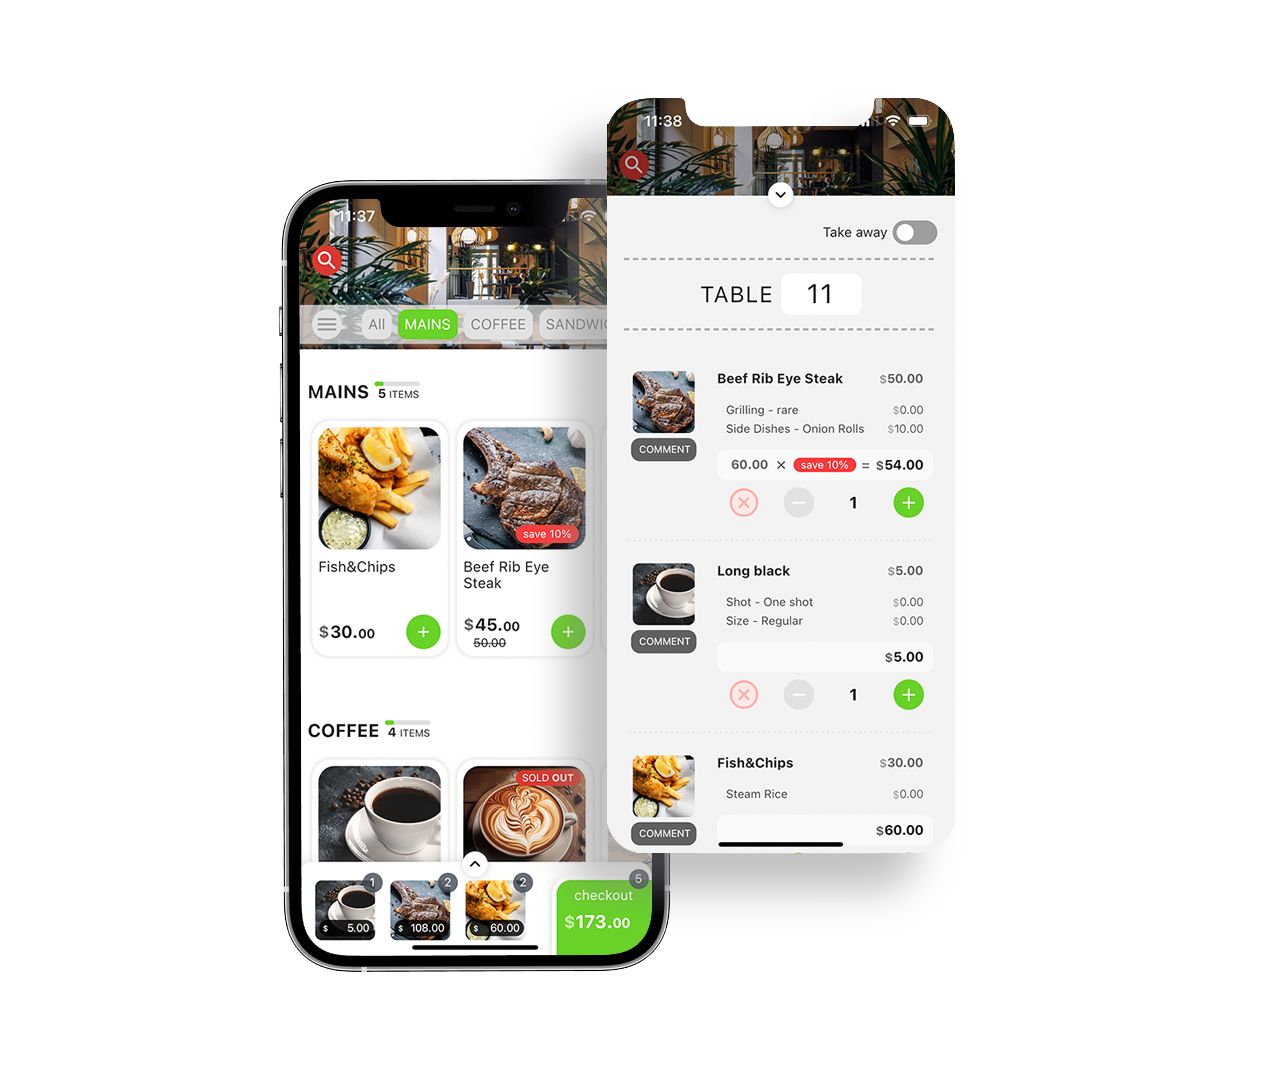 11:37
All
MAINS
COFFEE
SANDWIC
MAINS
5 ITEMS
save 10%
Fish&Chips
Beef Rib Eye
Steak
$30.00
$45.00
50.00
COFFEE
4 ITEMS
SOLD OUT
1
2
2
5
$ 5.00
$ 108.00
$ 60.00
checkout
$173.00
11:38
Take away
TABLE 11
Beef Rib Eye Steak $50.00
Grilling - rare $0.00
Side Dishes - Onion Rolls $10.00
COMMENT
60.00 × save 10% = $54.00
1
Long black $5.00
Shot - One shot $0.00
Size - Regular $0.00
COMMENT
$5.00
1
Fish&Chips $30.00
Steam Rice $0.00
COMMENT
$60.00